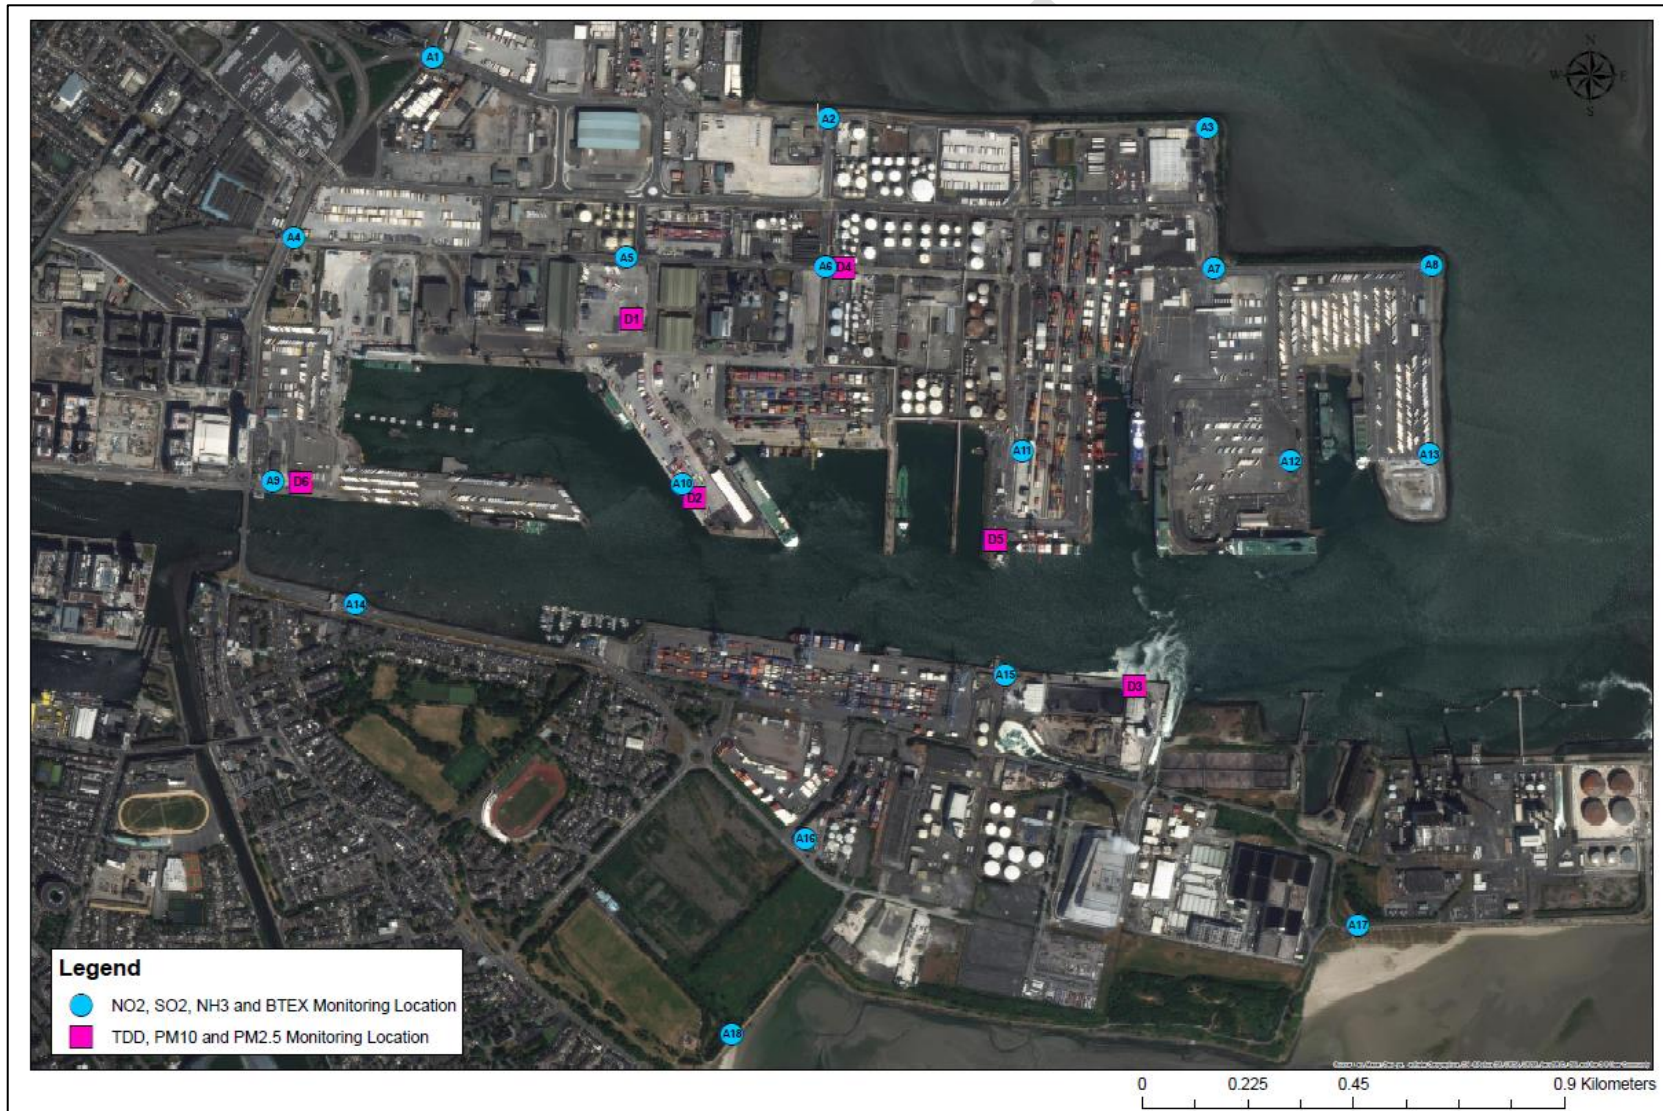 N
W E
S
A1
A2
A3
A4
A5
A6
D4
A7
A8
D1
A9
D6
A10
D2
A11
A12
A13
D5
A14
A15
D3
A16
A17
A18
Legend
NO2, SO2, NH3 and BTEX Monitoring Location
TDD, PM10 and PM2.5 Monitoring Location
0 0.225 0.45 0.9 Kilometers